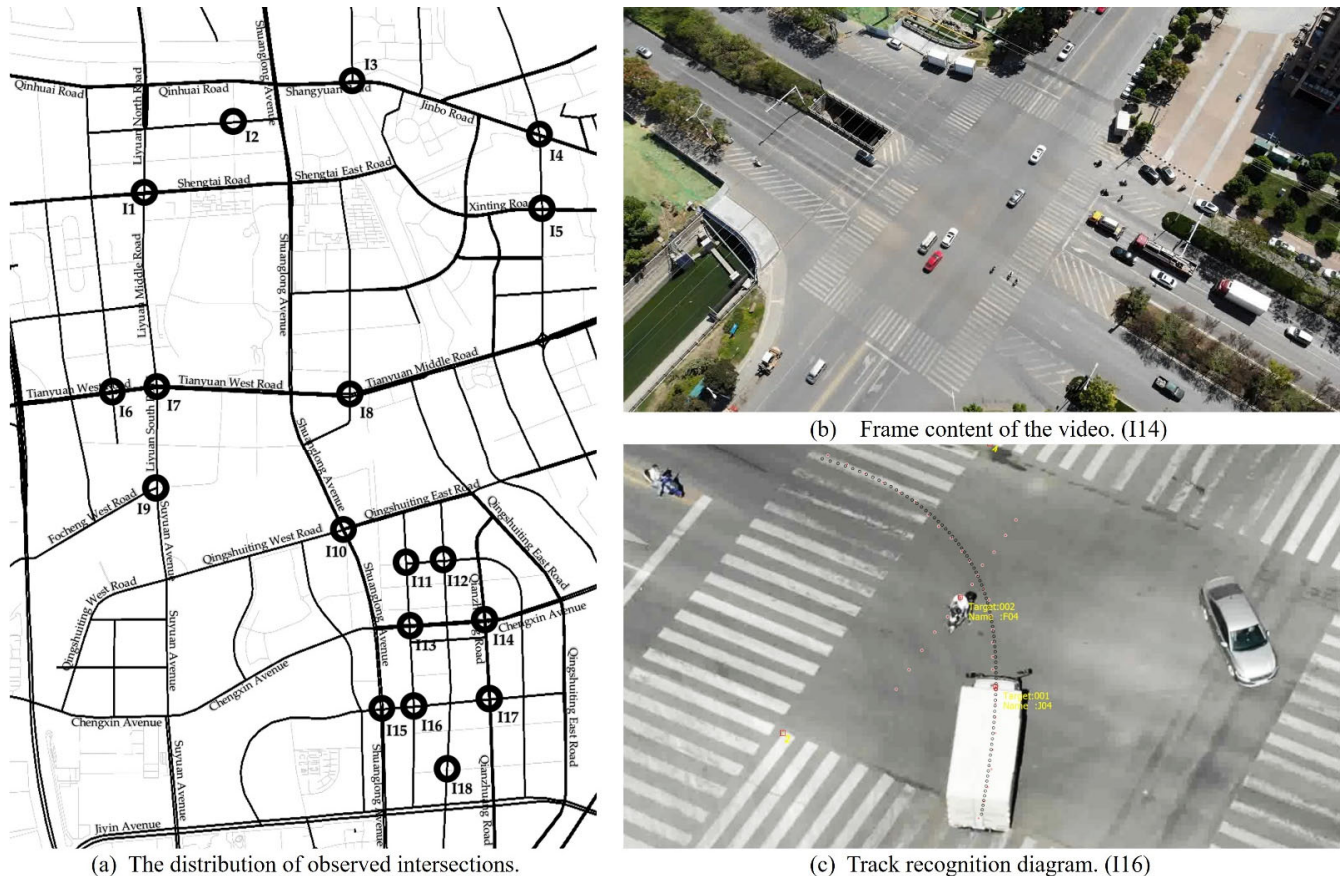 I3
Qinhuai Road
Qinhuai Road
Shangyuan Road
Shuanglong Avenue
Liyuan North Road
Jinbo Road
I2
I4
Shengtai East Road
Shengtai Road
I1
Xinting Road
I5
Liyuan Middle Road
Shuanglong Avenue
Tianyuan Middle Road
Tianyuan West Road
Tianyuan West Road
I6
I7
I8
Liyuan South
Shuanglong Avenue
Qingshuiting East Road
I9
Focheng West Road
Suyuan Avenue
Qingshuiting West Road
I10
Qingshuiting East Road
I11
I12
Qingshuiting West Road
Shuanglong Avenue
Qianzhuang Road
Chengxin Avenue
I13
I14
Suyuan Avenue
Chengxin Avenue
Chengxin Avenue
I15
I16
I17
Qingshuiting East Road
Suyuan Avenue
Shuanglong Avenue
I18
Qianzhuang Road
Jiyin Avenue
(a) The distribution of observed intersections.
(b) Frame content of the video. (I14)
Target:002
Name :F04
Target:001
Name :J04
(c) Track recognition diagram. (I16)